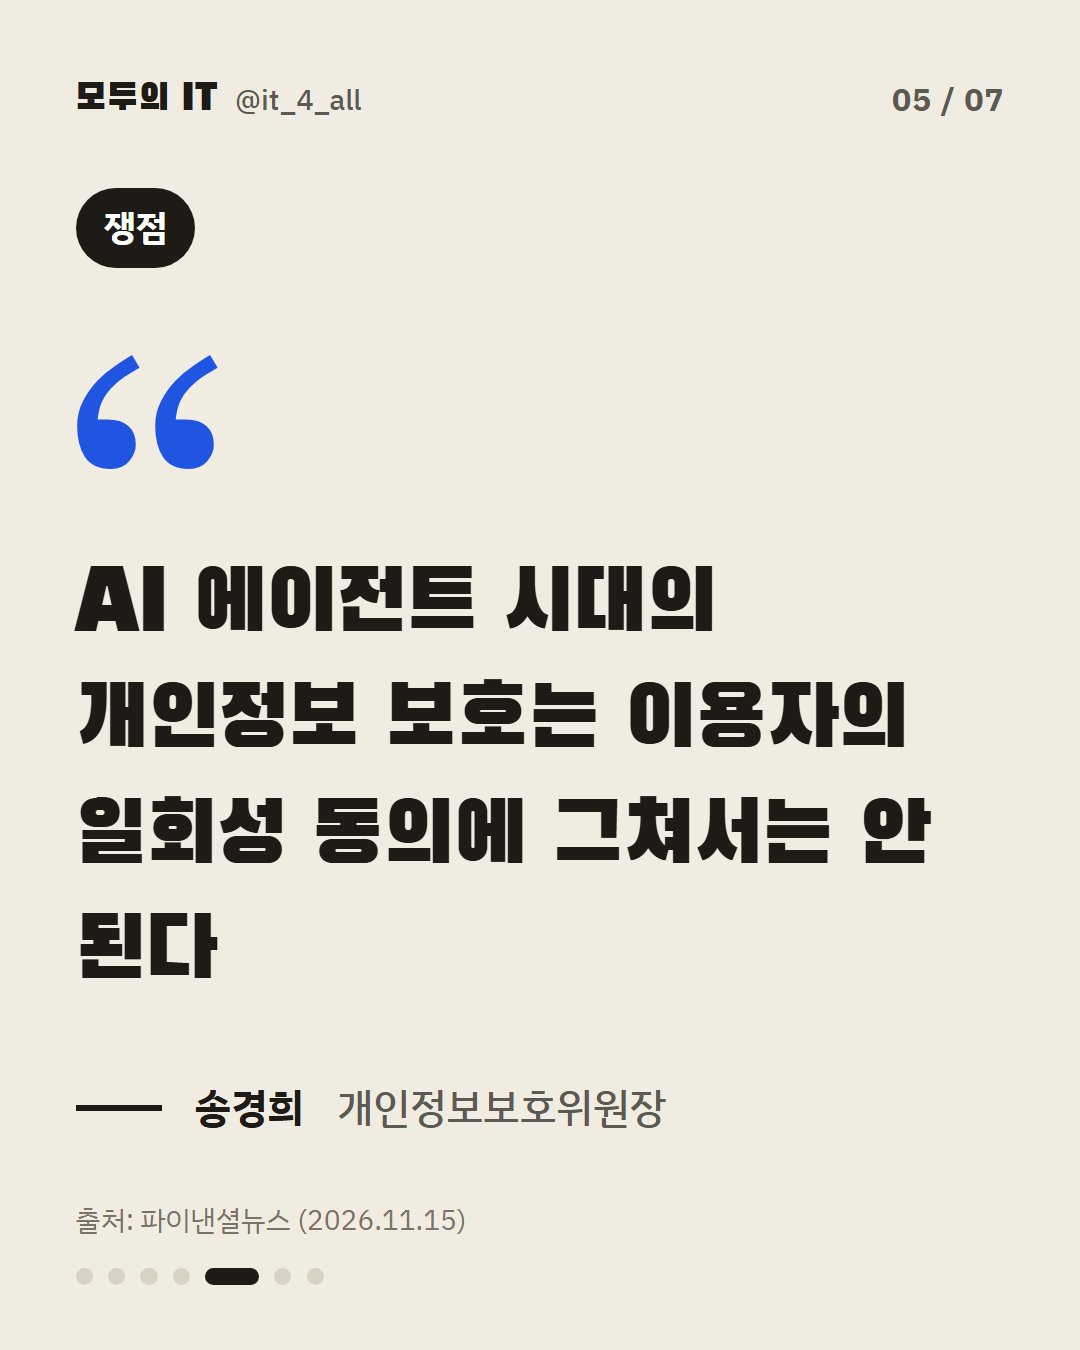 모두의 IT @it_4_all 05 / 07
쟁점
“
AI 에이전트 시대의
개인정보 보호는 이용자의
일회성 동의에 그쳐서는 안
된다
송경희 개인정보보호위원장
출처: 파이낸셜뉴스 (2026.11.15)